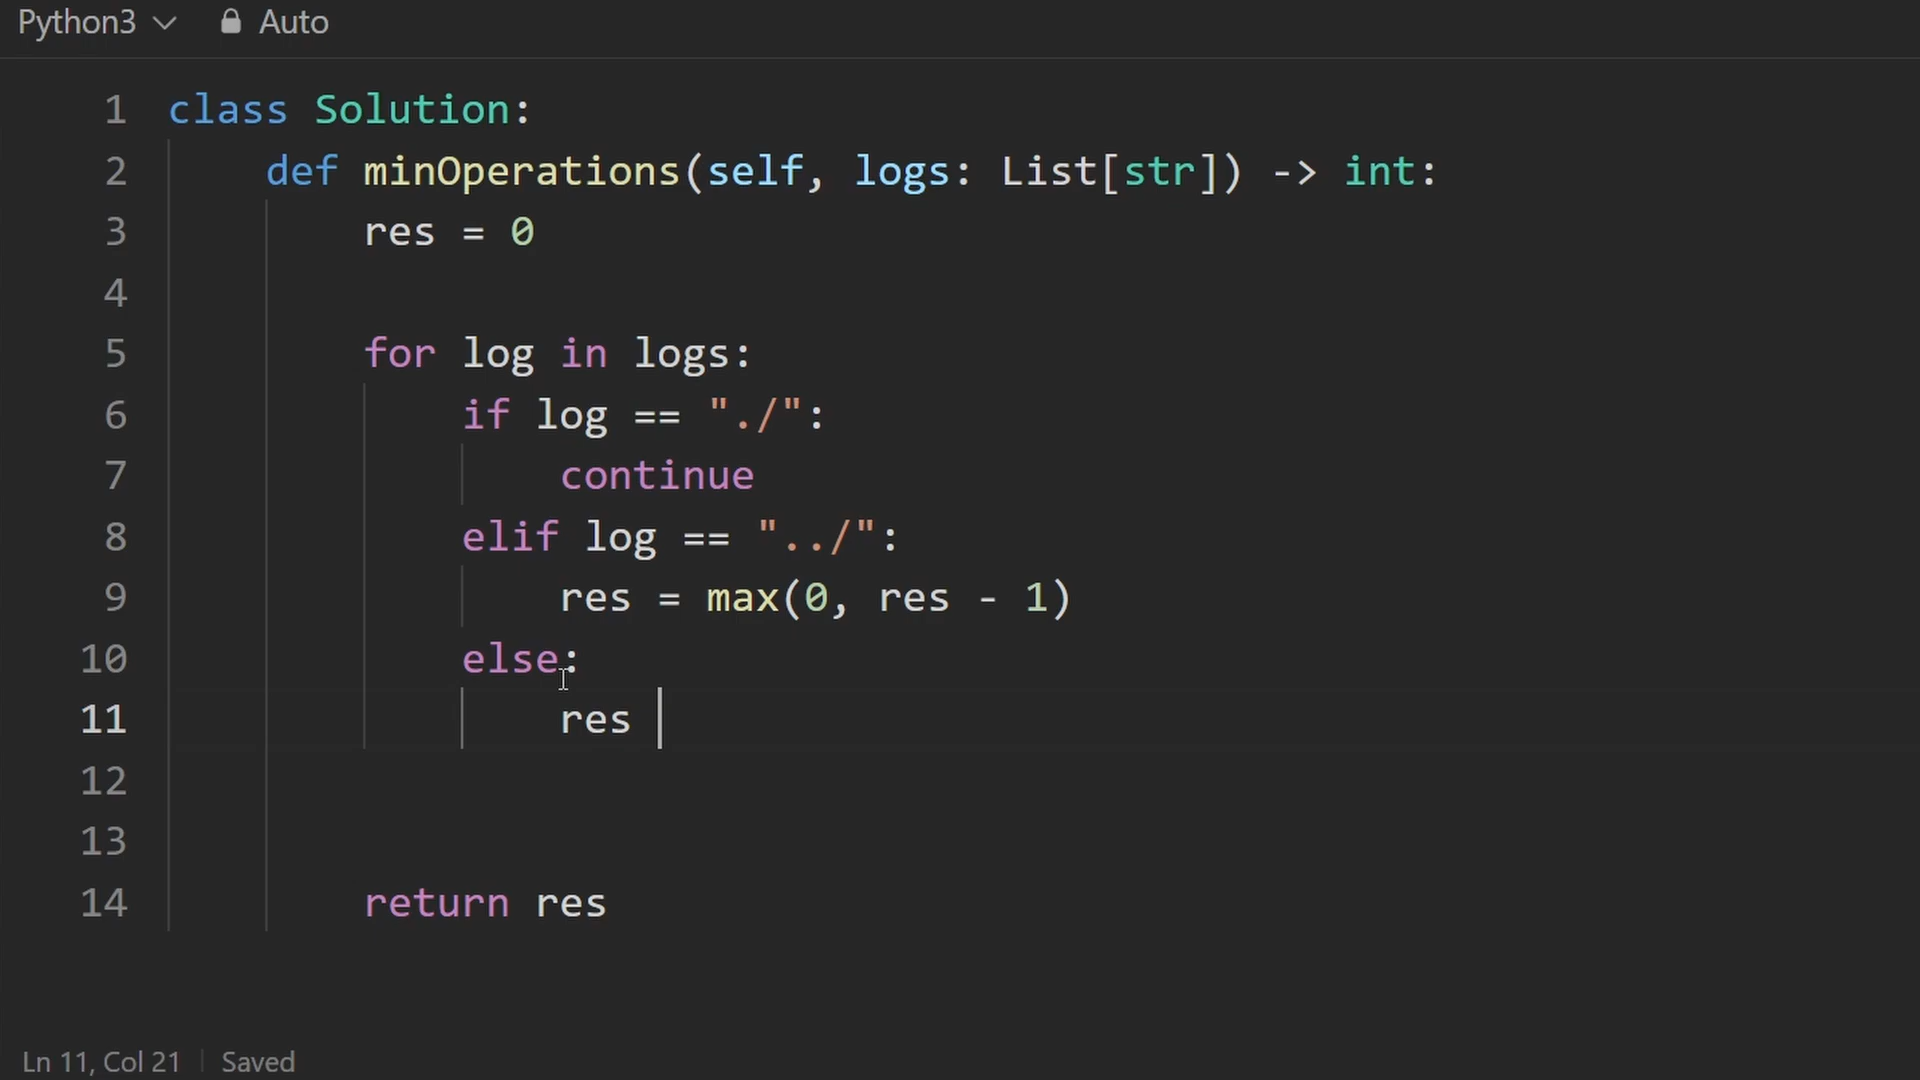 Python3 Auto
1 class Solution:
2     def minOperations(self, logs: List[str]) -> int:
3         res = 0
4
5         for log in logs:
6             if log == "./":
7                 continue
8             elif log == "../":
9                 res = max(0, res - 1)
10             else:
11                 res
12
13
14         return res
Ln 11, Col 21 Saved